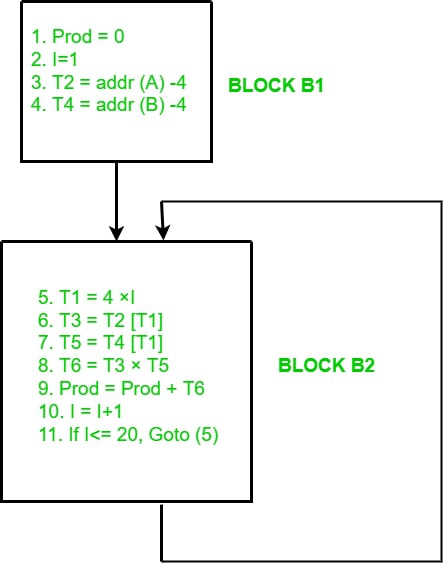 1. Prod = 0
2. I=1
3. T2 = addr (A) -4
4. T4 = addr (B) -4
BLOCK B1
5. T1 = 4 ×I
6. T3 = T2 [T1]
7. T5 = T4 [T1]
8. T6 = T3 × T5
9. Prod = Prod + T6
10. I = I+1
11. If I<= 20, Goto (5)
BLOCK B2